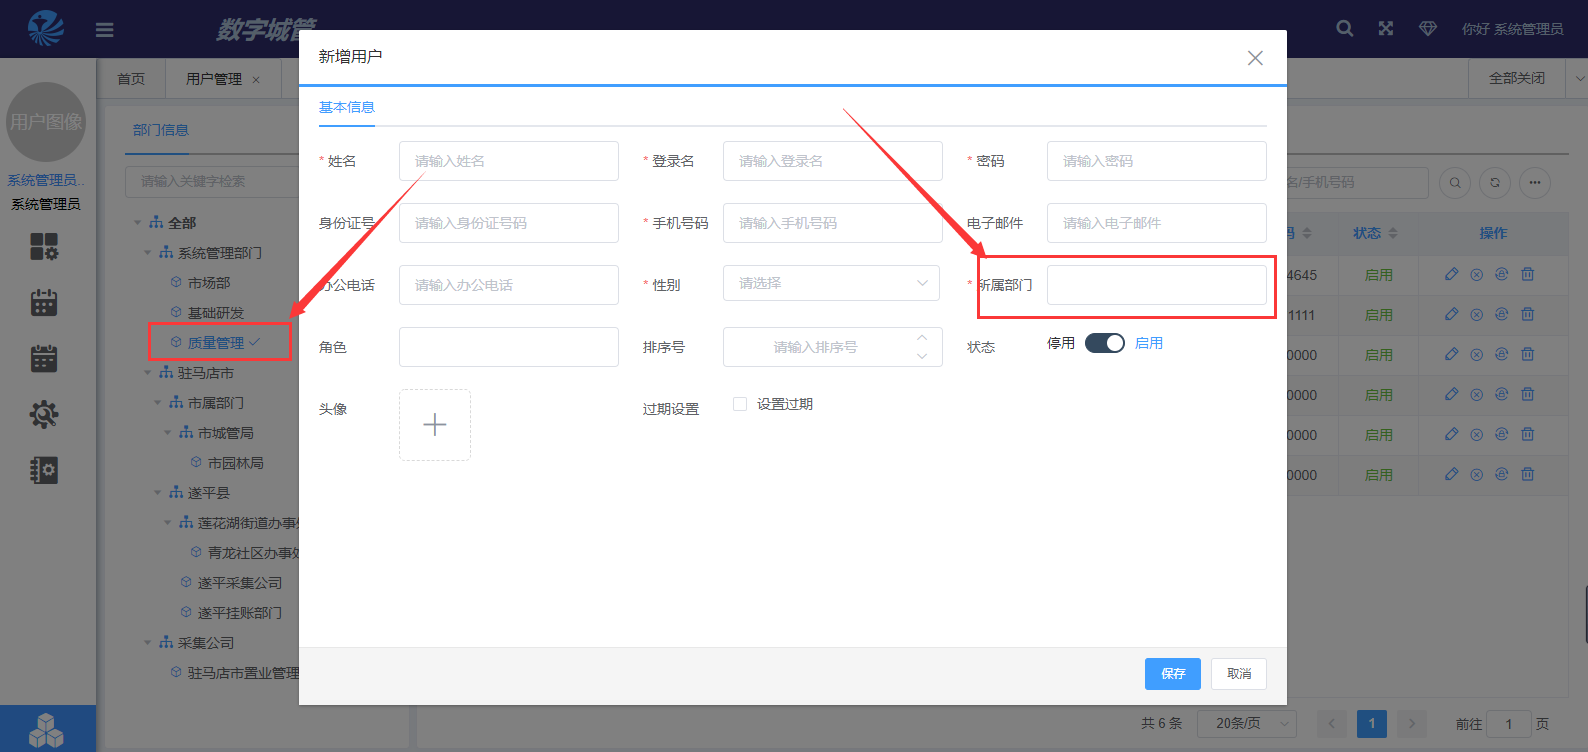 数字城管
你好 系统管理员
首页
用户管理
全部关闭
用户图像
系统管理员..
系统管理员
部门信息
请输入关键字检索
全部
系统管理部门
市场部
基础研发
质量管理
驻马店市
市属部门
市城管局
市园林局
遂平县
莲花湖街道办事
青龙社区办事处
遂平采集公司
遂平挂账部门
采集公司
驻马店市置业管理
新增用户
基本信息
* 姓名 请输入姓名
* 登录名 请输入登录名
* 密码 请输入密码
身份证号 请输入身份证号码
* 手机号码 请输入手机号码
电子邮件 请输入电子邮件
办公电话 请输入办公电话
* 性别 请选择
* 所属部门
角色
排序号 请输入排序号
状态 停用 启用
头像
过期设置 设置过期
保存 取消
名/手机号码
码 状态 操作
4645 启用
1111 启用
0000 启用
0000 启用
0000 启用
0000 启用
共 6 条 20条/页 1 前往 1 页